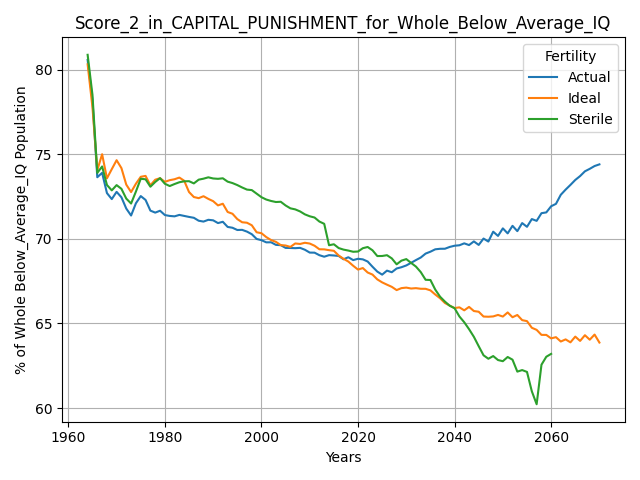 Score_2_in_CAPITAL_PUNISHMENT_for_Whole_Below_Average_IQ
Fertility
Actual
Ideal
Sterile
% of Whole Below_Average_IQ Population
80
75
70
65
60
1960
1980
2000
2020
2040
2060
Years